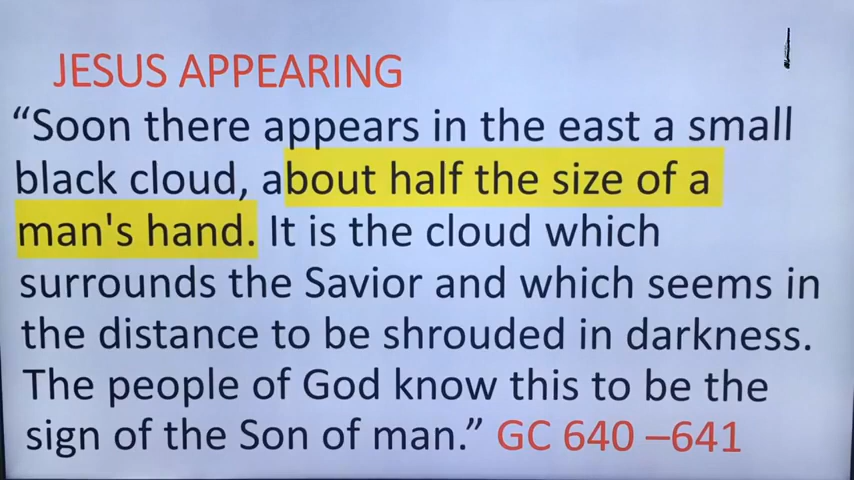 JESUS APPEARING
“Soon there appears in the east a small
black cloud, about half the size of a
man's hand. It is the cloud which
surrounds the Savior and which seems in
the distance to be shrouded in darkness.
The people of God know this to be the
sign of the Son of man.” GC 640 –641